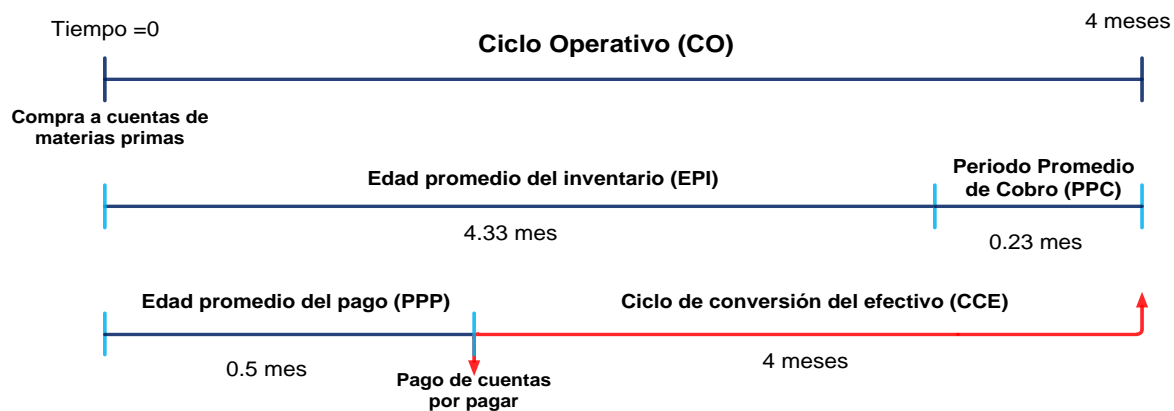 Tiempo =0
4 meses
Ciclo Operativo (CO)
Compra a cuentas de
materias primas
Edad promedio del inventario (EPI)
Periodo Promedio
de Cobro (PPC)
4.33 mes
0.23 mes
Edad promedio del pago (PPP)
Ciclo de conversión del efectivo (CCE)
0.5 mes
4 meses
Pago de cuentas
por pagar